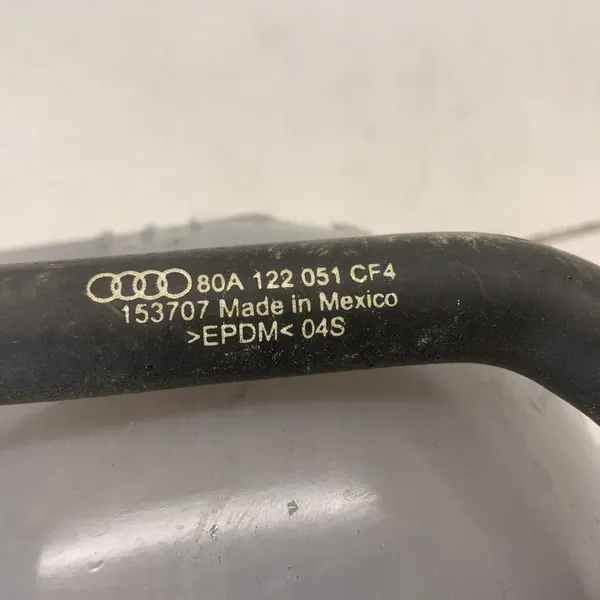 80A 122 051 CF4
153707 Made in Mexico
>EPDM< 04S